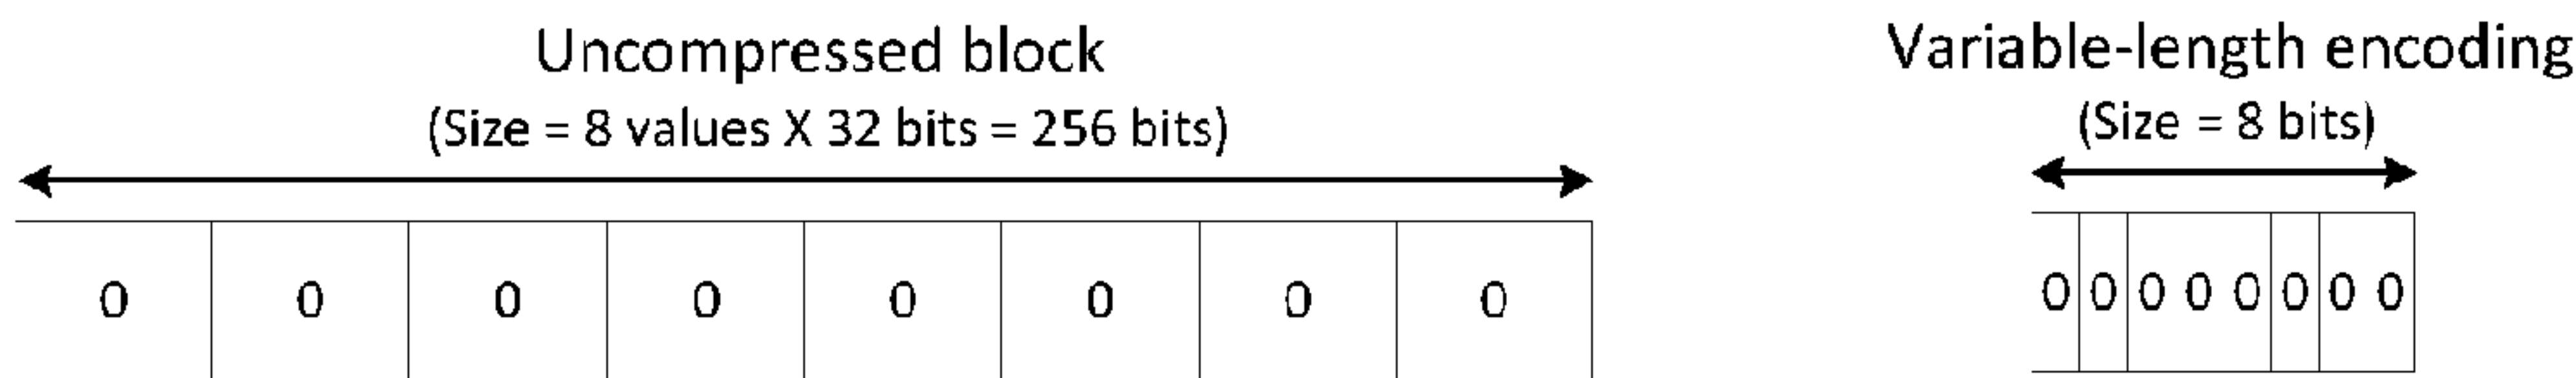 Uncompressed block
(Size = 8 values X 32 bits = 256 bits)
0 0 0 0 0 0 0 0
Variable-length encoding
(Size = 8 bits)
0 0 0 0 0 0 0 0